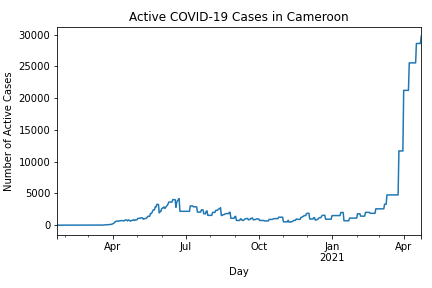 Active COVID-19 Cases in Cameroon
30000
25000
20000
15000
10000
5000
0
Number of Active Cases
Apr
Jul
Oct
Jan
2021
Apr
Day